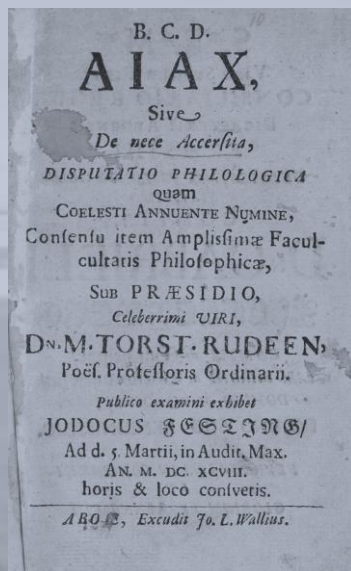 B. C. D.
AIAX,
Sive
De nece Accersita,
DISPUTATIO PHILOLOGICA
quam
COELESTI ANNUENTE NUMINE,
Consensu item Amplissimæ Facul-
cultatis Philosophicæ,
SUB PRÆSIDIO,
Celeberrimi VIRI,
DN. M. TORST. RUDEEN,
Poës. Professoris Ordinarii.
Publico examini exhibet
JODOCUS FESTING/
Ad d. 5. Martii, in Audit. Max.
AN. M. DC. XCVIII.
horis & loco consvetis.
ABOÆ, Excudit Jo. L. Wallius.